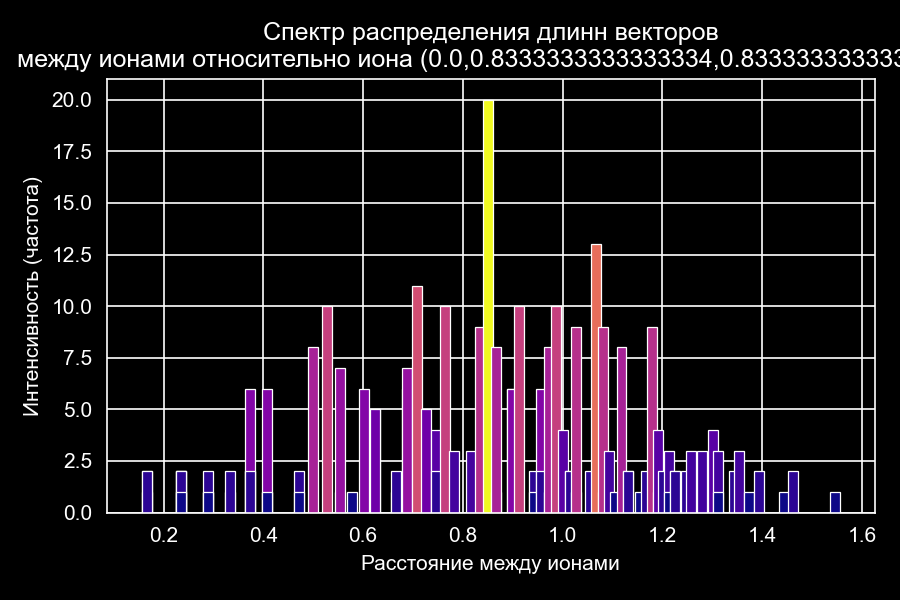 Спектр распределения длинн векторов
между ионами относительно иона (0.0,0.8333333333333334,0.833333333333
20.0
17.5
15.0
12.5
10.0
7.5
5.0
2.5
0.0
Интенсивность (частота)
0.2 0.4 0.6 0.8 1.0 1.2 1.4 1.6
Расстояние между ионами